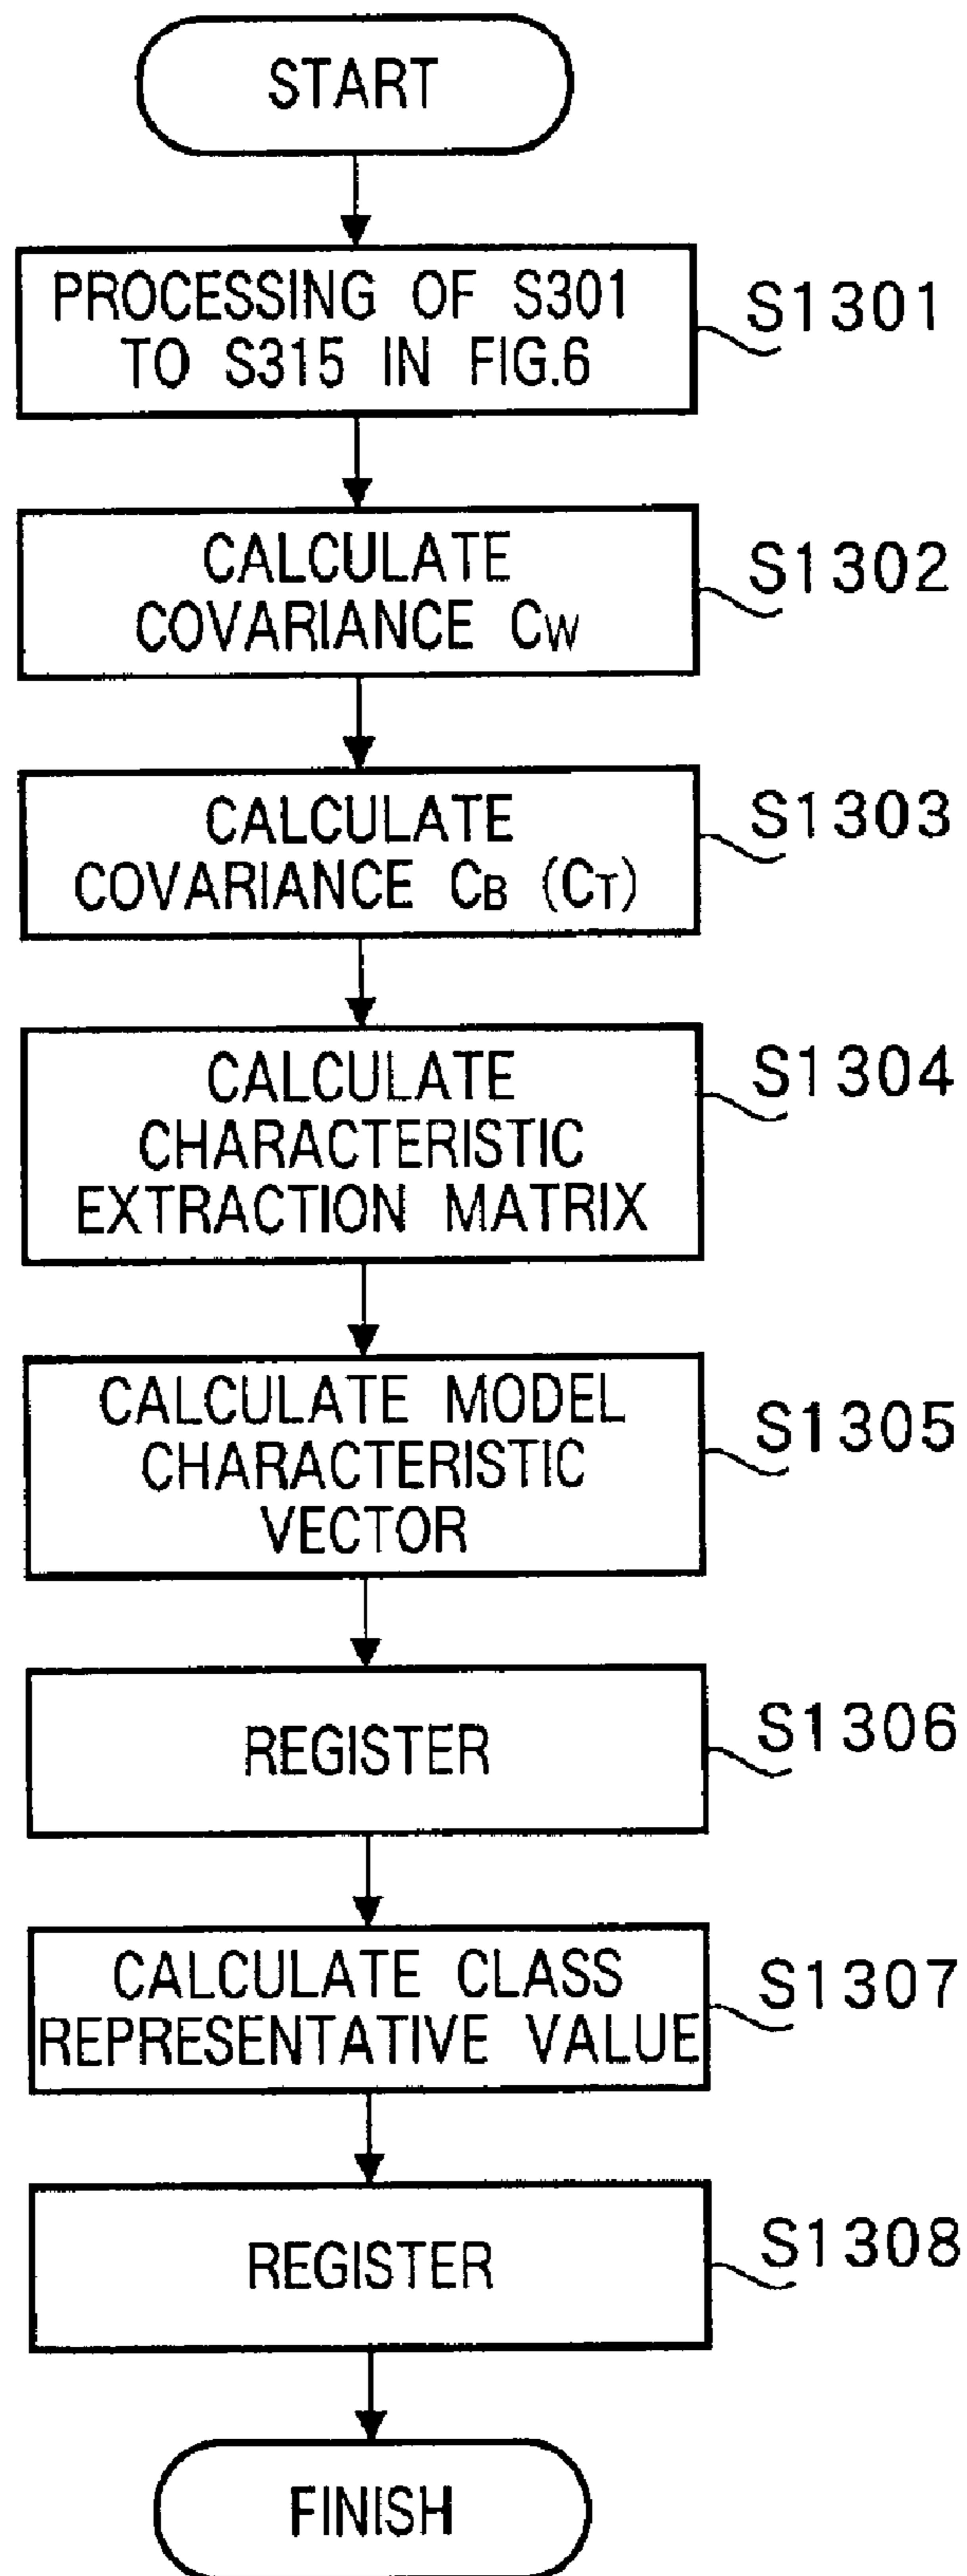 START
PROCESSING OF S301
TO S315 IN FIG.6
S1301
CALCULATE
COVARIANCE CW
S1302
CALCULATE
COVARIANCE CB (CT)
S1303
CALCULATE
CHARACTERISTIC
EXTRACTION MATRIX
S1304
CALCULATE MODEL
CHARACTERISTIC
VECTOR
S1305
REGISTER
S1306
CALCULATE CLASS
REPRESENTATIVE VALUE
S1307
REGISTER
S1308
FINISH